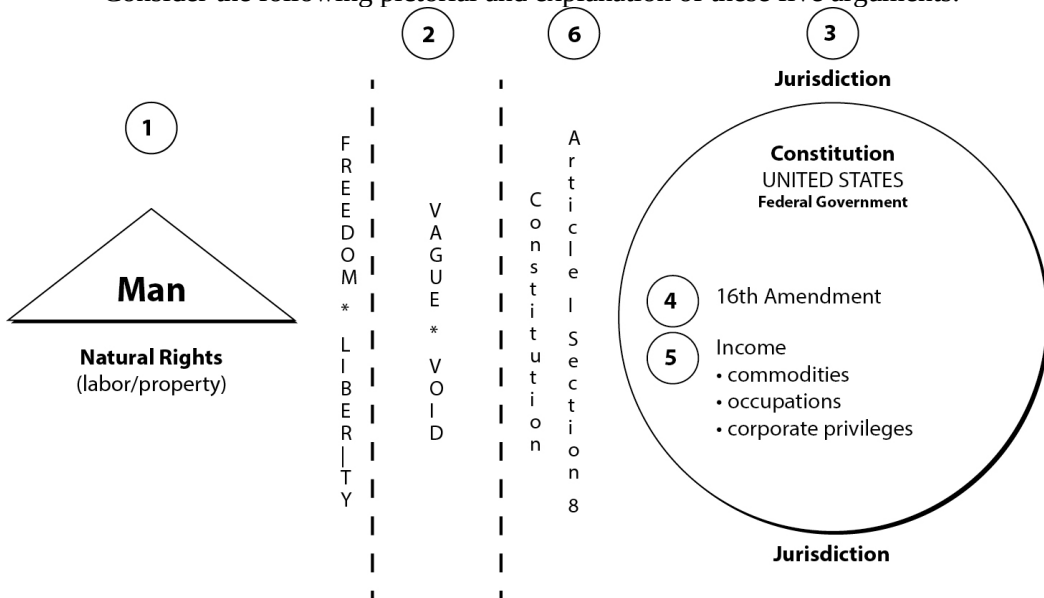 Consider the following pictorial and explanation of these five arguments.
2
6
3
Jurisdiction
1
Man
Natural Rights
(labor/property)
FREEDOM * LIBER|TY
VAGUE * VOID
Constitution
Article I Section 8
Constitution
UNITED STATES
Federal Government
4 16th Amendment
5 Income
• commodities
• occupations
• corporate privileges
Jurisdiction